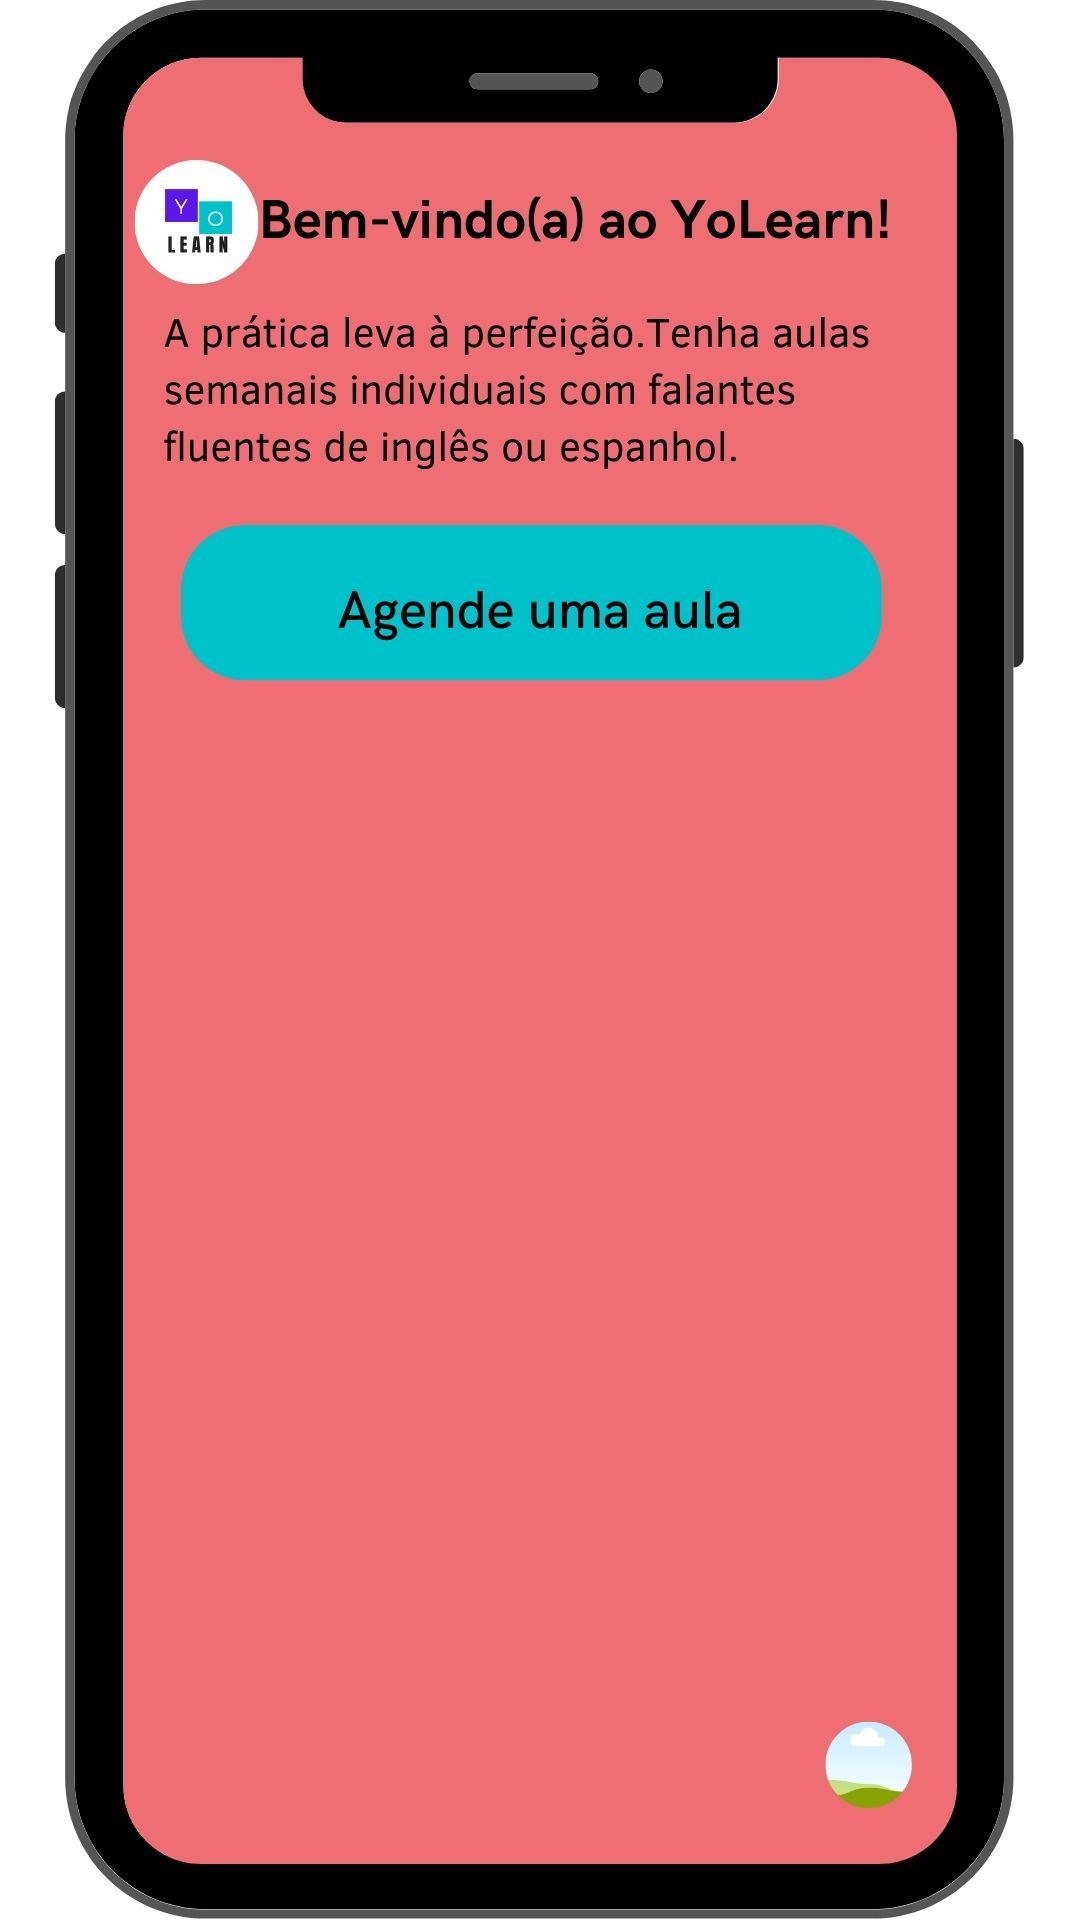 Y
O
LEARN
Bem-vindo(a) ao YoLearn!
A prática leva à perfeição.Tenha aulas
semanais individuais com falantes
fluentes de inglês ou espanhol.
Agende uma aula